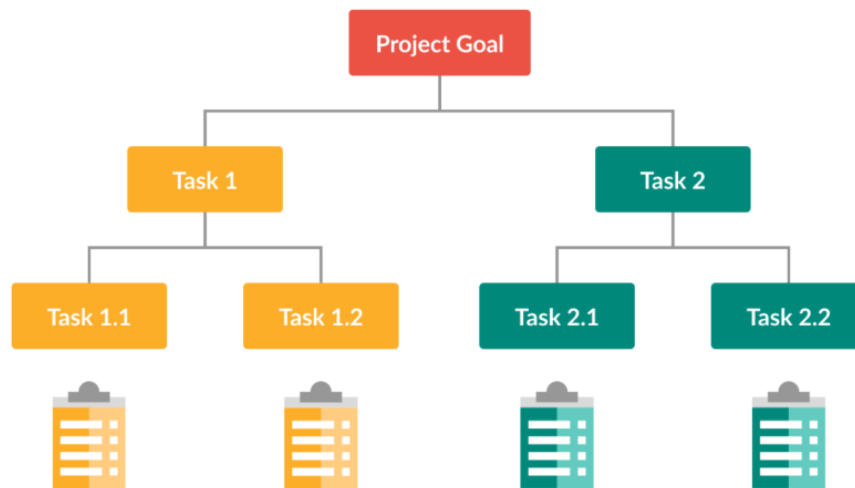 Project Goal
Task 1
Task 2
Task 1.1
Task 1.2
Task 2.1
Task 2.2